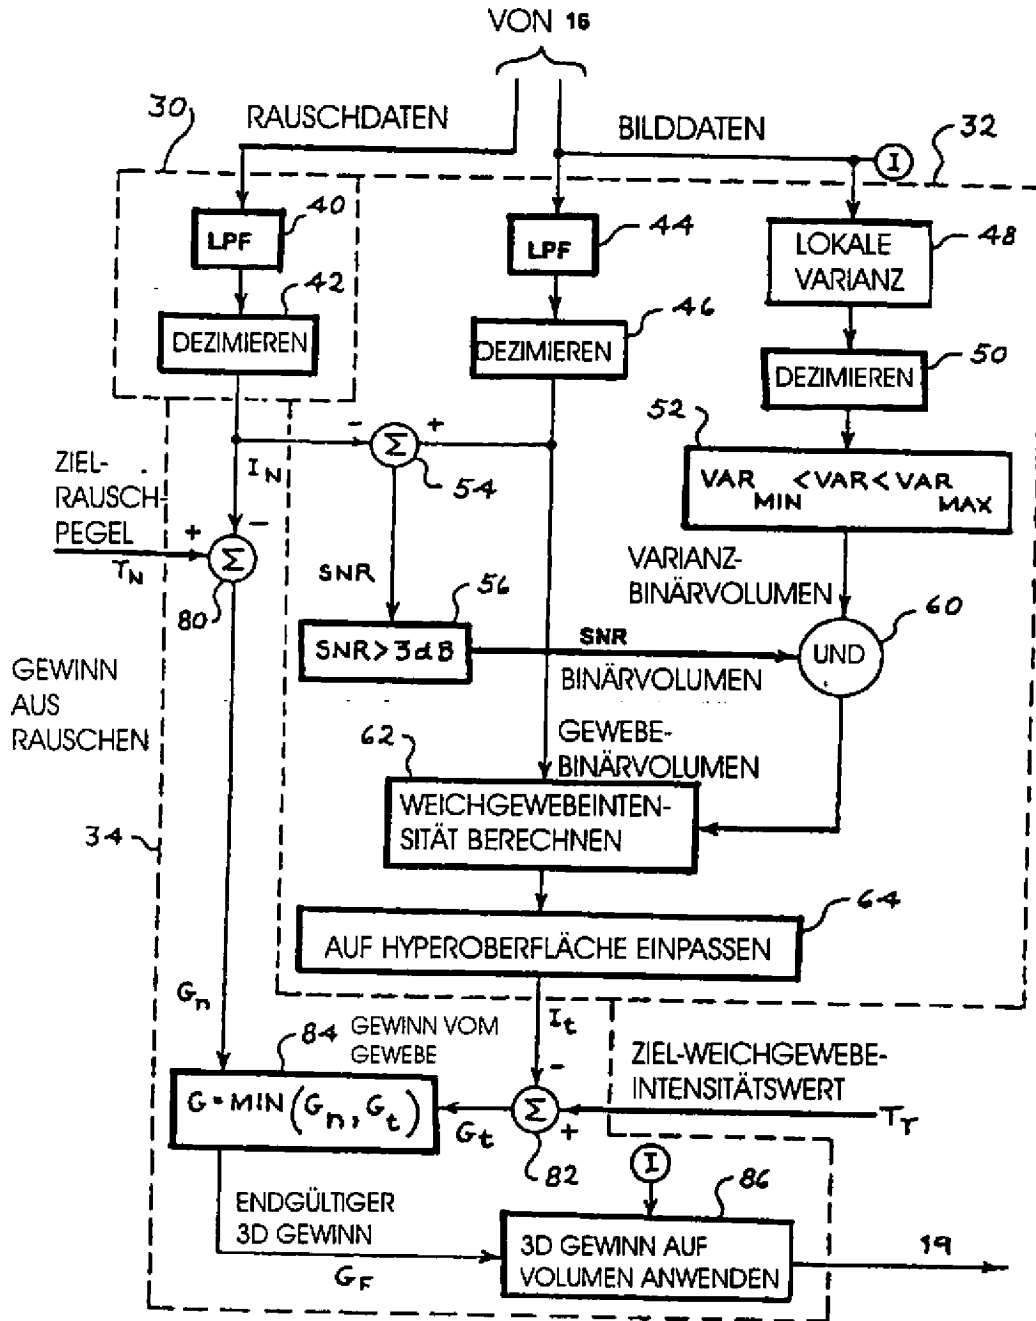 VON 16
30
RAUSCHDATEN
BILDDATEN
I
32
LPF
40
LPF
44
LOKALE
VARIANZ
48
DEZIMIEREN
42
DEZIMIEREN
46
DEZIMIEREN
50
52
VAR MIN < VAR < VAR MAX
- Σ +
54
ZIEL-
RAUSCH-
PEGEL
T_N
I_N
+ Σ -
80
SNR
56
SNR > 3dB
VARIANZ-
BINÄRVOLUMEN
60
UND
SNR
BINÄRVOLUMEN
GEWINN
AUS
RAUSCHEN
62
GEWEBE-
BINÄRVOLUMEN
WEICHGEWEBEINTEN-
SITÄT BERECHNEN
34
64
AUF HYPEROBERFLÄCHE EINPASSEN
G_n
84
GEWINN VOM
GEWEBE
I_t
ZIEL-WEICHGEWEBE-
INTENSITÄTSWERT
T_T
G = MIN (G_n, G_t)
G_t
- Σ +
82
I
86
ENDGÜLTIGER
3D GEWINN
G_F
3D GEWINN AUF
VOLUMEN ANWENDEN
19